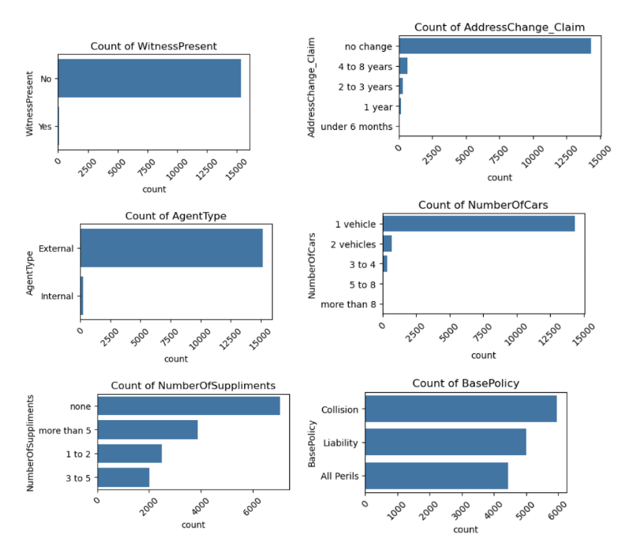 Count of WitnessPresent
WitnessPresent
No
Yes
0
2500
5000
7500
10000
12500
15000
count
Count of AddressChange_Claim
AddressChange_Claim
no change
4 to 8 years
2 to 3 years
1 year
under 6 months
0
2500
5000
7500
10000
12500
15000
count
Count of AgentType
AgentType
External
Internal
0
2500
5000
7500
10000
12500
15000
count
Count of NumberOfCars
NumberOfCars
1 vehicle
2 vehicles
3 to 4
5 to 8
more than 8
0
2500
5000
7500
10000
12500
15000
count
Count of NumberOfSuppliments
NumberOfSuppliments
none
more than 5
1 to 2
3 to 5
0
2000
4000
6000
count
Count of BasePolicy
BasePolicy
Collision
Liability
All Perils
0
1000
2000
3000
4000
5000
6000
count